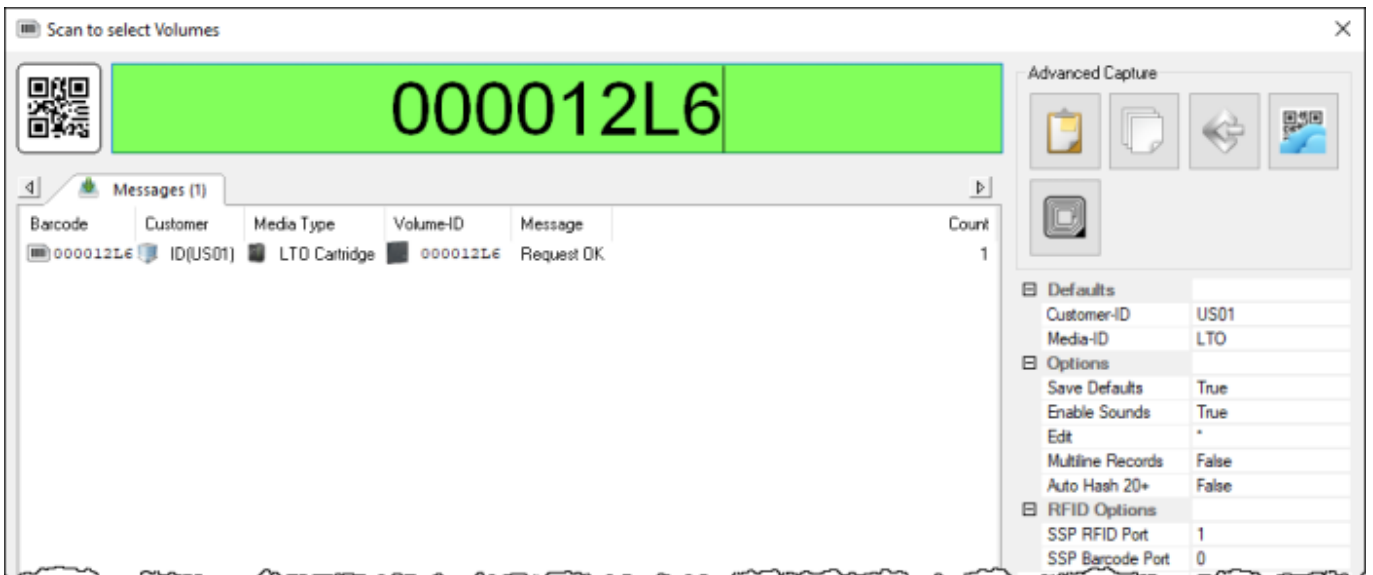 Scan to select Volumes
000012L6
Advanced Capture
Messages (1)
Barcode Customer Media Type Volume-ID Message Count
000012L6 ID(US01) LTO Cartridge 000012L6 Request OK 1
Defaults
Customer-ID US01
Media-ID LTO
Options
Save Defaults True
Enable Sounds True
Edit *
Multiline Records False
Auto Hash 20+ False
RFID Options
SSP RFID Port 1
SSP Barcode Port 0